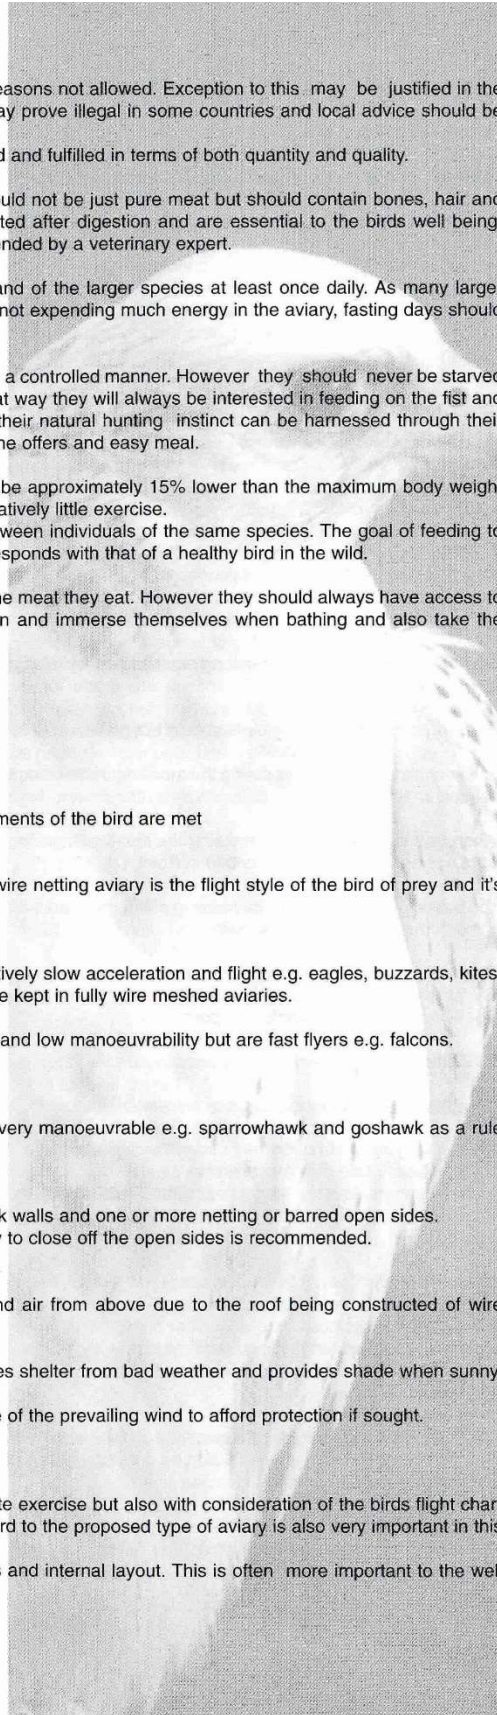 easons not allowed. Exception to this may be justified in the
ay prove illegal in some countries and local advice should be
d and fulfilled in terms of both quantity and quality.
uld not be just pure meat but should contain bones, hair and
ted after digestion and are essential to the birds well being
nded by a veterinary expert.
and of the larger species at least once daily. As many large
not expending much energy in the aviary, fasting days should
a controlled manner. However they should never be starved
at way they will always be interested in feeding on the fist and
their natural hunting instinct can be harnessed through thei
ne offers and easy meal.
be approximately 15% lower than the maximum body weigh
atively little exercise.
ween individuals of the same species. The goal of feeding to
sponds with that of a healthy bird in the wild.
ne meat they eat. However they should always have access to
n and immerse themselves when bathing and also take the
ments of the bird are met
wire netting aviary is the flight style of the bird of prey and it's
tively slow acceleration and flight e.g. eagles, buzzards, kites
e kept in fully wire meshed aviaries.
and low manoeuvrability but are fast flyers e.g. falcons.
very manoeuvrable e.g. sparrowhawk and goshawk as a rule
k walls and one or more netting or barred open sides.
y to close off the open sides is recommended.
nd air from above due to the roof being constructed of wire
es shelter from bad weather and provides shade when sunny
e of the prevailing wind to afford protection if sought.
te exercise but also with consideration of the birds flight char
rd to the proposed type of aviary is also very important in this
s and internal layout. This is often more important to the wel